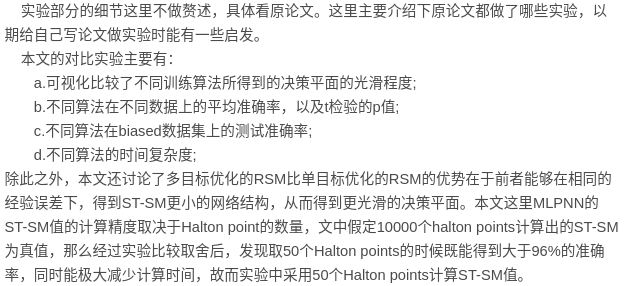 实验部分的细节这里不做赘述，具体看原论文。这里主要介绍下原论文都做了哪些实验，以
期给自己写论文做实验时能有一些启发。
本文的对比实验主要有：
a.可视化比较了不同训练算法所得到的决策平面的光滑程度;
b.不同算法在不同数据上的平均准确率，以及t检验的p值;
c.不同算法在biased数据集上的测试准确率;
d.不同算法的时间复杂度;
除此之外，本文还讨论了多目标优化的RSM比单目标优化的RSM的优势在于前者能够在相同的
经验误差下，得到ST-SM更小的网络结构，从而得到更光滑的决策平面。本文这里MLPNN的
ST-SM值的计算精度取决于Halton point的数量，文中假定10000个halton points计算出的ST-SM
为真值，那么经过实验比较取舍后，发现取50个Halton points的时候既能得到大于96%的准确
率，同时能极大减少计算时间，故而实验中采用50个Halton points计算ST-SM值。